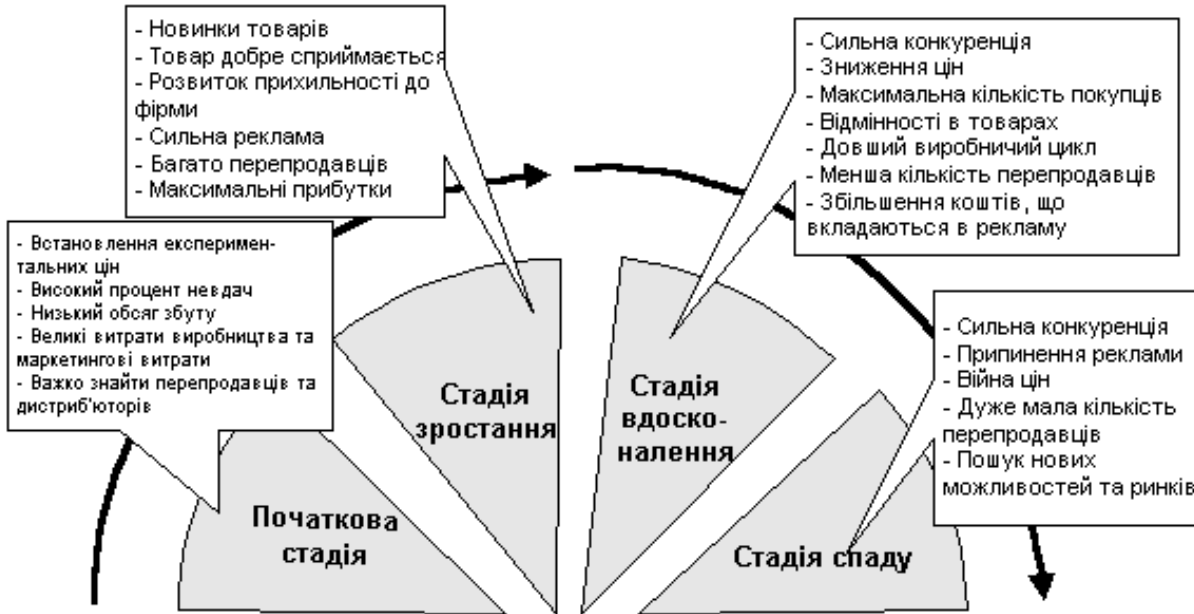 - Новинки товарів
- Товар добре сприймається
- Розвиток прихильності до
фірми
- Сильна реклама
- Багато перепродавців
- Максимальні прибутки
- Сильна конкуренція
- Зниження цін
- Максимальна кількість покупців
- Відмінності в товарах
- Довший виробничий цикл
- Менша кількість перепродавців
- Збільшення коштів, що
вкладаються в рекламу
- Встановлення експеримен-
тальних цін
- Високий процент невдач
- Низький обсяг збуту
- Великі витрати виробництва та
маркетингові витрати
- Важко знайти перепродавців та
дистриб'юторів
- Сильна конкуренція
- Припинення реклами
- Війна цін
- Дуже мала кількість
перепродавців
- Пошук нових
можливостей та ринків
Початкова
стадія
Стадія
зростання
Стадія
вдоско-
налення
Стадія спаду